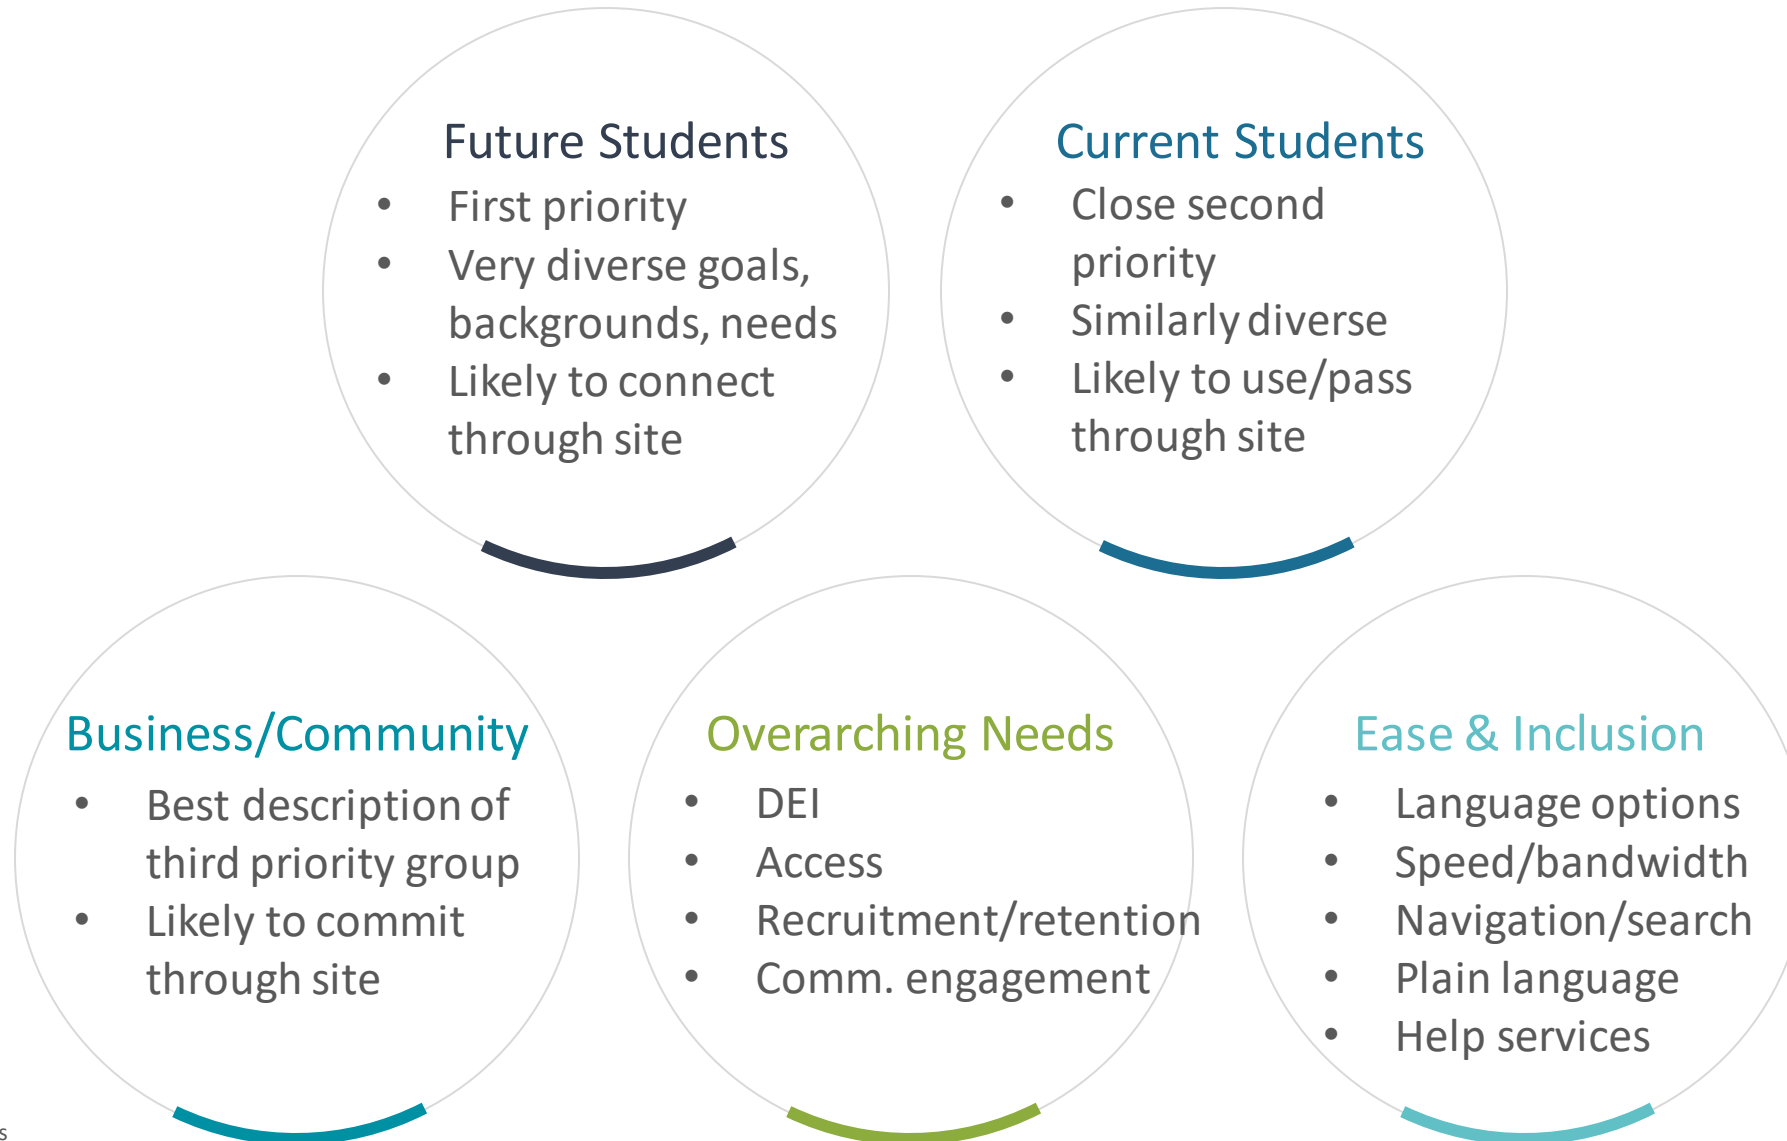 Future Students
• First priority
• Very diverse goals,
backgrounds, needs
• Likely to connect
through site
Current Students
• Close second
priority
• Similarly diverse
• Likely to use/pass
through site
Business/Community
• Best description of
third priority group
• Likely to commit
through site
Overarching Needs
• DEI
• Access
• Recruitment/retention
• Comm. engagement
Ease & Inclusion
• Language options
• Speed/bandwidth
• Navigation/search
• Plain language
• Help services